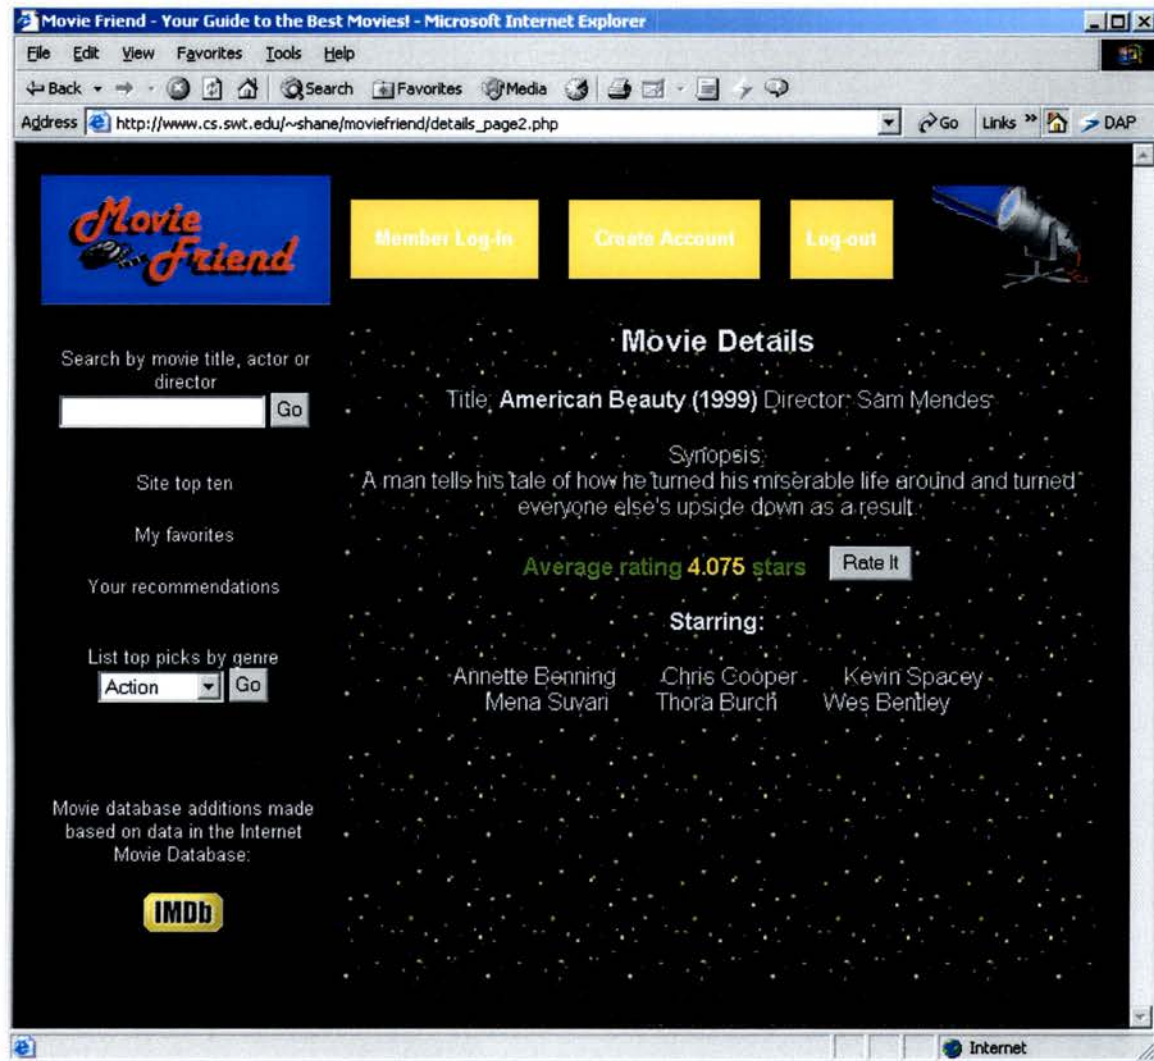 Movie Friend - Your Guide to the Best Movies! - Microsoft Internet Explorer
File Edit View Favorites Tools Help
Back Search Favorites Media
Address http://www.cs.swt.edu/~shane/moviefriend/details_page2.php Go Links » DAP
Movie
Friend
Member Log-in Create Account Log-out
Search by movie title, actor or
director
Go
Site top ten
My favorites
Your recommendations
List top picks by genre
Action Go
Movie database additions made
based on data in the Internet
Movie Database:
IMDb
Movie Details
Title: American Beauty (1999) Director: Sam Mendes
Synopsis:
A man tells his tale of how he turned his miserable life around and turned
everyone else's upside down as a result.
Average rating 4.075 stars Rate It
Starring:
Annette Benning Chris Cooper Kevin Spacey
Mena Suvari Thora Burch Wes Bentley
Internet